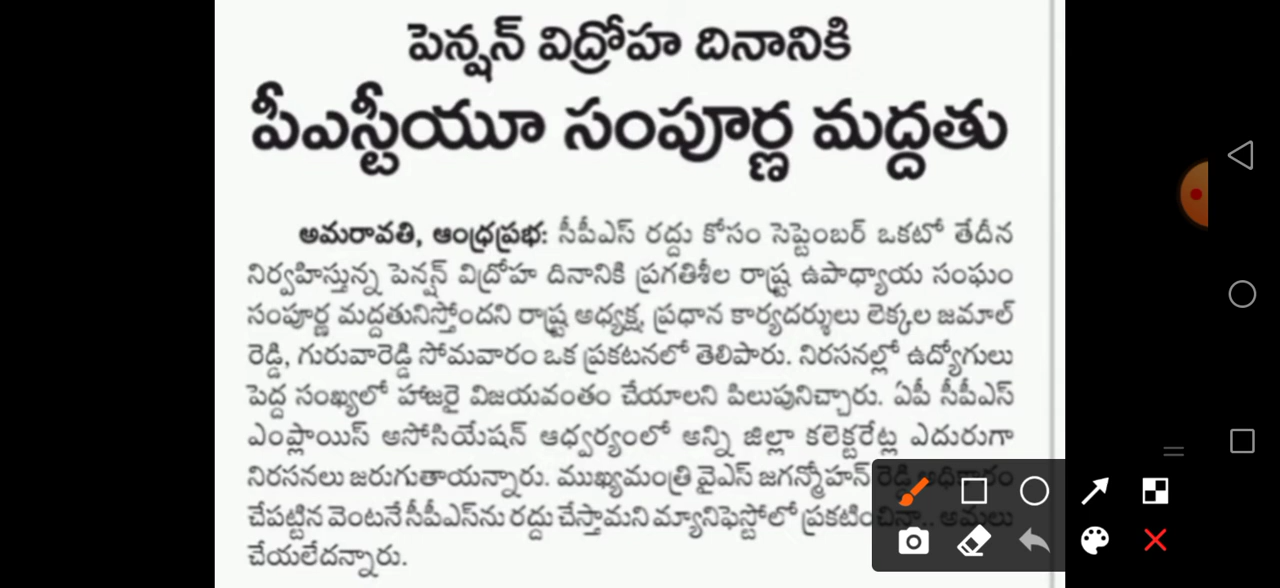 పెన్షన్ విద్రోహ దినానికి
పీఎస్టీయూ సంపూర్ణ మద్దతు
అమరావతి, ఆంధ్రప్రభ: సీపీఎస్ రద్దు కోసం సెప్టెంబర్ ఒకటో తేదీన
నిర్వహిస్తున్న పెన్షన్ విద్రోహ దినానికి ప్రగతిశీల రాష్ట్ర ఉపాధ్యాయ సంఘం
సంపూర్ణ మద్దతునిస్తోందని రాష్ట్ర అధ్యక్ష, ప్రధాన కార్యదర్శులు లెక్కల జమాల్
రెడ్డి, గురువారెడ్డి సోమవారం ఒక ప్రకటనలో తెలిపారు. నిరసనల్లో ఉద్యోగులు
పెద్ద సంఖ్యలో హాజరై విజయవంతం చేయాలని పిలుపునిచ్చారు. ఏపీ సీపీఎస్
ఎంప్లాయిస్ అసోసియేషన్ ఆధ్వర్యంలో అన్ని జిల్లా కలెక్టరేట్ల ఎదురుగా
నిరసనలు జరుగుతాయన్నారు. ముఖ్యమంత్రి వైఎస్ జగన్మోహన్ రెడ్డి అధికారం
చేపట్టిన వెంటనే సీపీఎస్‌ను రద్దు చేస్తామని మ్యానిఫెస్టోలో ప్రకటించినా.. అమలు
చేయలేదన్నారు.